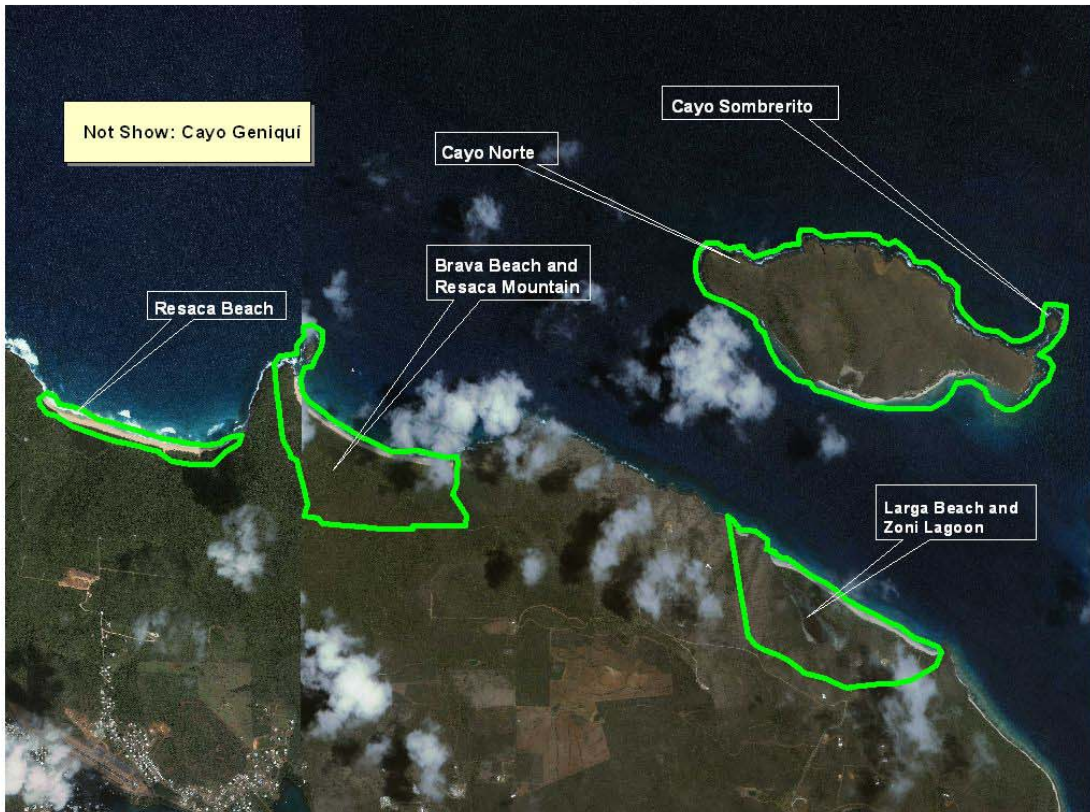 Not Show: Cayo Geniquí
Cayo Sombrerito
Cayo Norte
Brava Beach and
Resaca Mountain
Resaca Beach
Larga Beach and
Zoni Lagoon